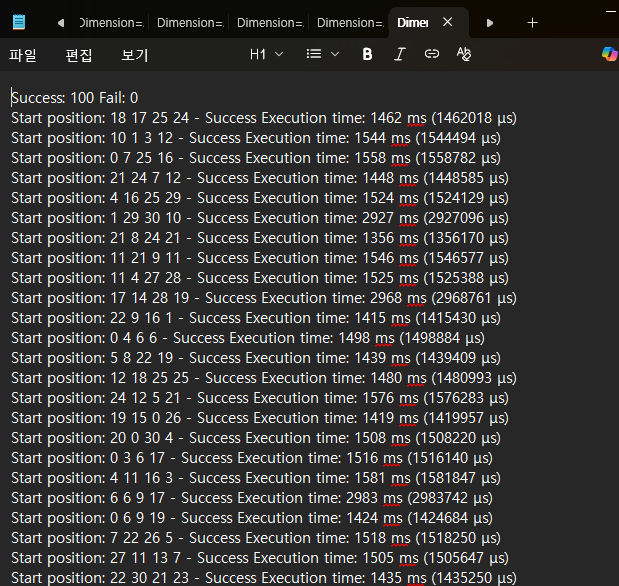 Dimension=
Dimension=
Dimension=
Dimension=
Dimer
파일 편집 보기 H1 B I
Success: 100 Fail: 0
Start position: 18 17 25 24 - Success Execution time: 1462 ms (1462018 µs)
Start position: 10 1 3 12 - Success Execution time: 1544 ms (1544494 µs)
Start position: 0 7 25 16 - Success Execution time: 1558 ms (1558782 µs)
Start position: 21 24 7 12 - Success Execution time: 1448 ms (1448585 µs)
Start position: 4 16 25 29 - Success Execution time: 1524 ms (1524129 µs)
Start position: 1 29 30 10 - Success Execution time: 2927 ms (2927096 µs)
Start position: 21 8 24 21 - Success Execution time: 1356 ms (1356170 µs)
Start position: 11 21 9 11 - Success Execution time: 1546 ms (1546577 µs)
Start position: 11 4 27 28 - Success Execution time: 1525 ms (1525388 µs)
Start position: 17 14 28 19 - Success Execution time: 2968 ms (2968761 µs)
Start position: 22 9 16 1 - Success Execution time: 1415 ms (1415430 µs)
Start position: 0 4 6 6 - Success Execution time: 1498 ms (1498884 µs)
Start position: 5 8 22 19 - Success Execution time: 1439 ms (1439409 µs)
Start position: 12 18 25 25 - Success Execution time: 1480 ms (1480993 µs)
Start position: 24 12 5 21 - Success Execution time: 1576 ms (1576283 µs)
Start position: 19 15 0 26 - Success Execution time: 1419 ms (1419957 µs)
Start position: 20 0 30 4 - Success Execution time: 1508 ms (1508220 µs)
Start position: 0 3 6 17 - Success Execution time: 1516 ms (1516140 µs)
Start position: 4 11 16 3 - Success Execution time: 1581 ms (1581847 µs)
Start position: 6 6 9 17 - Success Execution time: 2983 ms (2983742 µs)
Start position: 0 6 9 19 - Success Execution time: 1424 ms (1424684 µs)
Start position: 7 22 26 5 - Success Execution time: 1518 ms (1518250 µs)
Start position: 27 11 13 7 - Success Execution time: 1505 ms (1505647 µs)
Start position: 22 30 21 23 - Success Execution time: 1435 ms (1435250 µs)